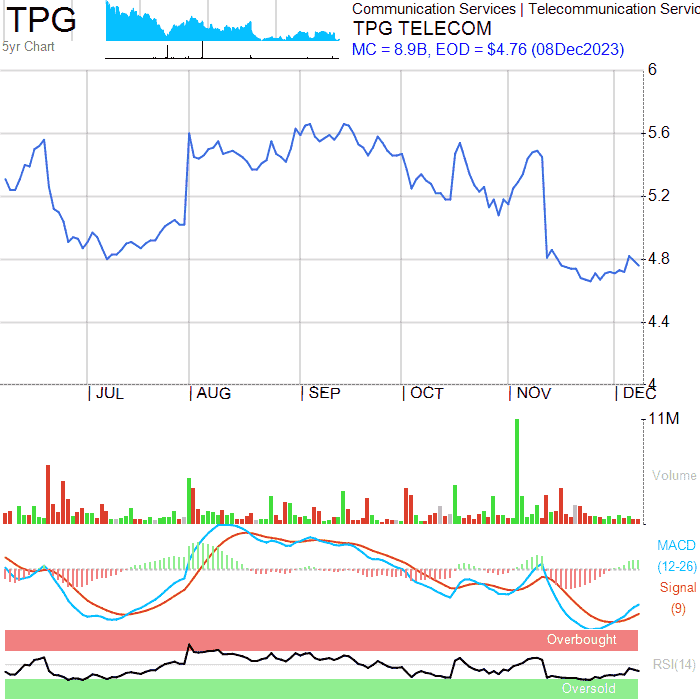 TPG
5yr Chart
Communication Services | Telecommunication Servic
TPG TELECOM
MC = 8.9B, EOD = $4.76 (08Dec2023)
6
5.6
5.2
4.8
4.4
4
JUL
AUG
SEP
OCT
NOV
DEC
11M
Volume
MACD
(12-26)
Signal
(9)
Overbought
RSI(14)
Oversold